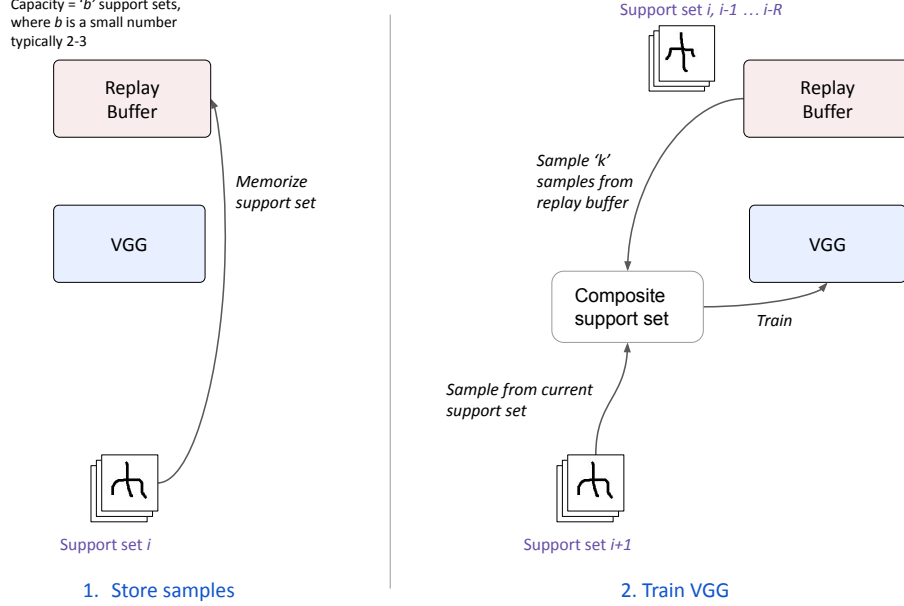 Capacity = 'b' support sets,
where b is a small number
typically 2-3
Replay
Buffer
Memorize
support set
VGG
Support set i
1. Store samples
Support set i, i-1 … i-R
Replay
Buffer
Sample 'k'
samples from
replay buffer
VGG
Composite
support set
Train
Sample from current
support set
Support set i+1
2. Train VGG